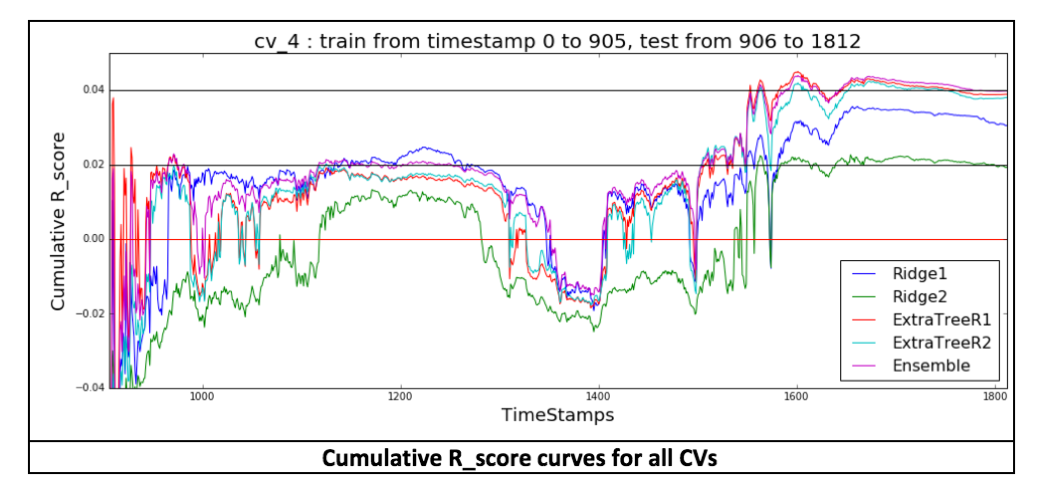 cv_4 : train from timestamp 0 to 905, test from 906 to 1812
Cumulative R_score
0.04
0.02
0.00
−0.02
−0.04
1000
1200
1400
1600
1800
TimeStamps
Ridge1
Ridge2
ExtraTreeR1
ExtraTreeR2
Ensemble
Cumulative R_score curves for all CVs